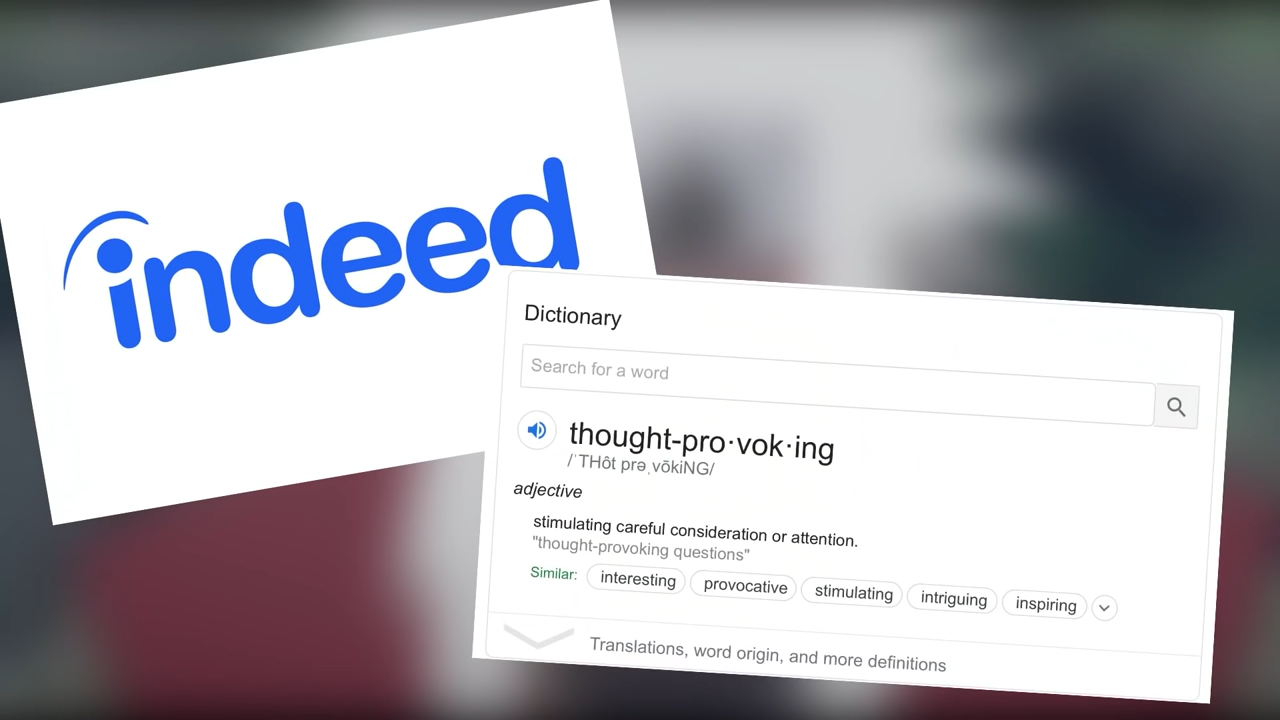 indeed
Dictionary
Search for a word
thought-pro·vok·ing
/ˈTHôt prəˌvōkiNG/
adjective
stimulating careful consideration or attention.
"thought-provoking questions"
Similar: interesting provocative stimulating intriguing inspiring
Translations, word origin, and more definitions